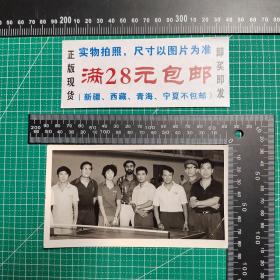 正版现货
实物拍照、尺寸以图片为准
满28元包邮
(新疆、西藏、青海、宁夏不包邮)
即买即发